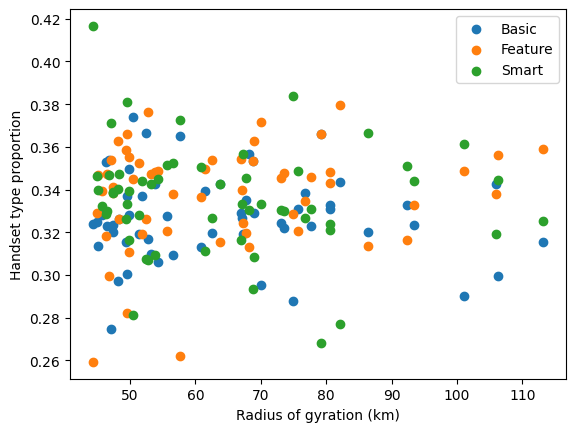 Basic
Feature
Smart
0.42
0.40
0.38
0.36
0.34
0.32
0.30
0.28
0.26
Handset type proportion
50 60 70 80 90 100 110
Radius of gyration (km)